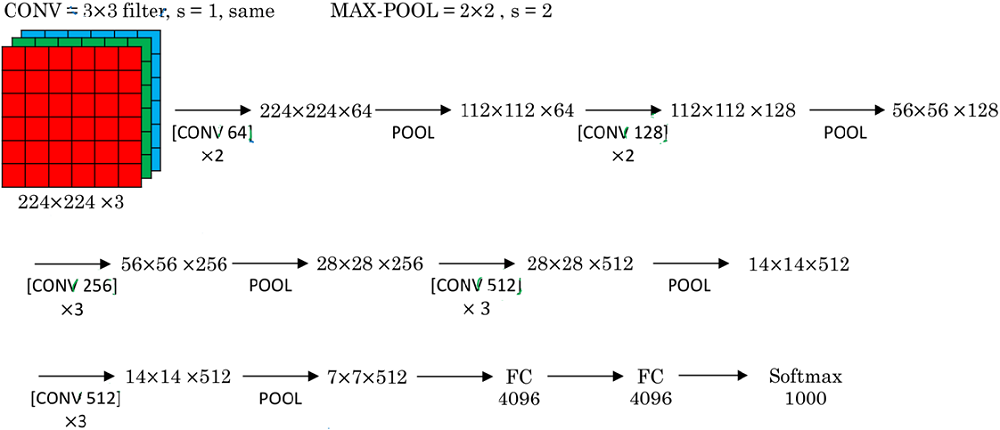 CONV = 3×3 filter, s = 1, same MAX-POOL = 2×2 , s = 2
224×224×64 112×112 ×64 112×112 ×128 56×56 ×128
[CONV 64] POOL [CONV 128] POOL
×2 ×2
224×224 ×3
56×56 ×256 28×28 ×256 28×28 ×512 14×14×512
[CONV 256] POOL [CONV 512] POOL
×3 × 3
14×14 ×512 7×7×512 FC FC Softmax
[CONV 512] POOL 4096 4096 1000
×3